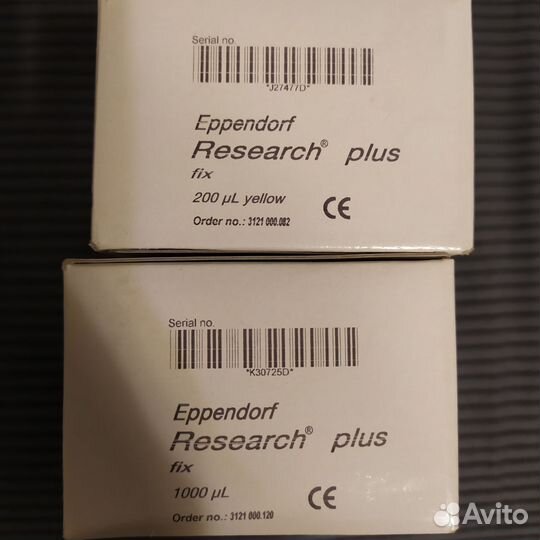 Serial no.
*J27477D*
Eppendorf
Research® plus
fix
200 µL yellow
CE
Order no.: 3121 000.082
Serial no.
*K30725D*
Eppendorf
Research® plus
fix
1000 µL
CE
Order no.: 3121 000.120
Avito